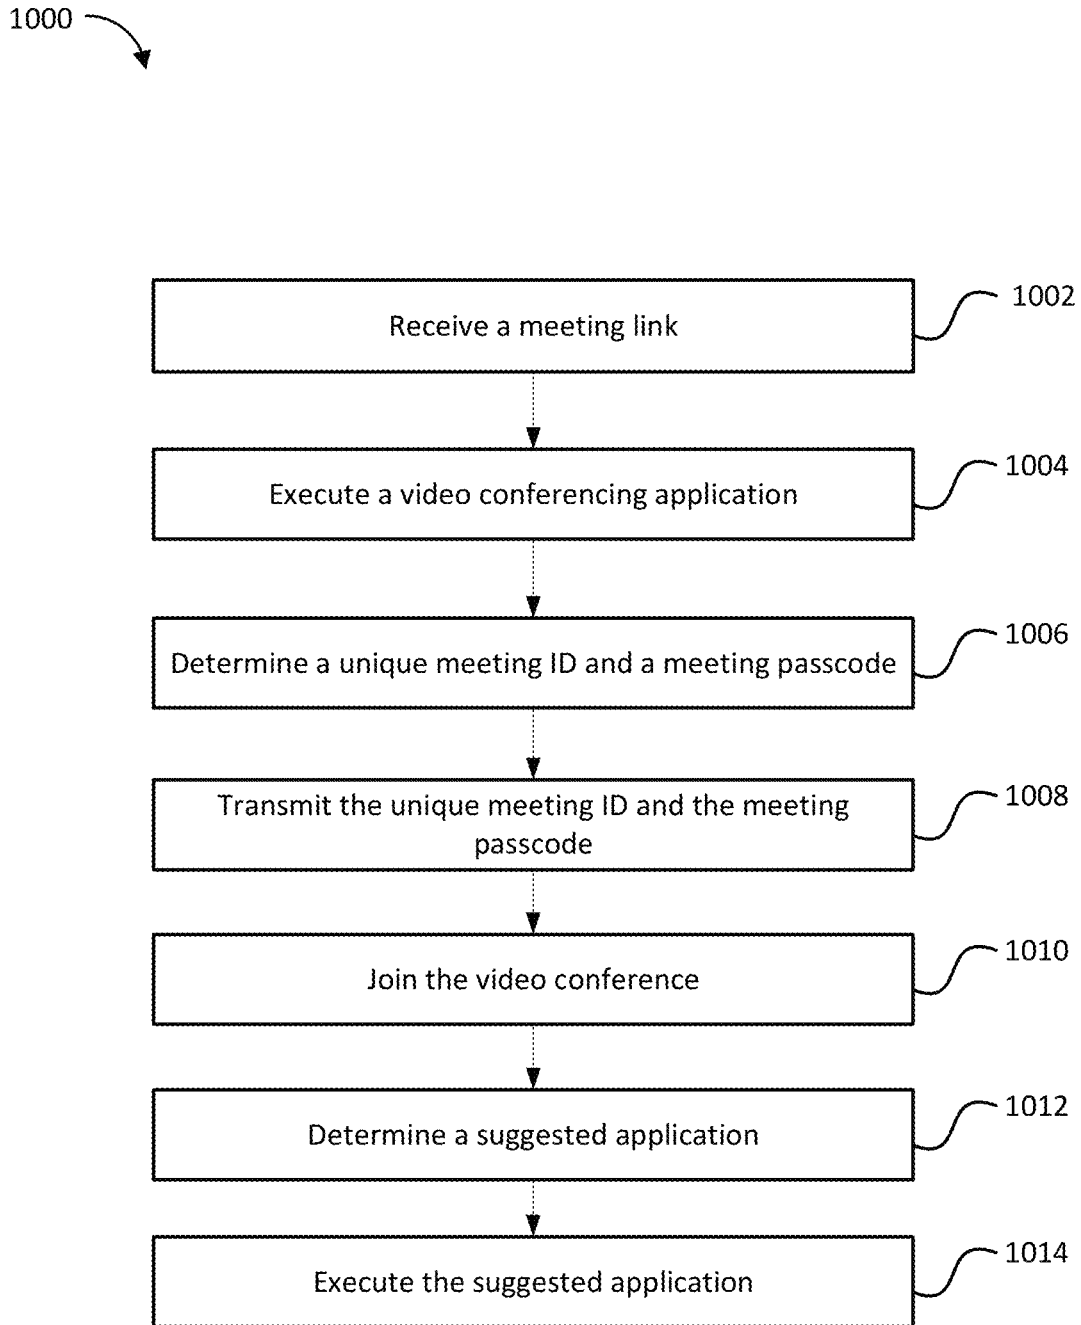 1000
Receive a meeting link
1002
Execute a video conferencing application
1004
Determine a unique meeting ID and a meeting passcode
1006
Transmit the unique meeting ID and the meeting
passcode
1008
Join the video conference
1010
Determine a suggested application
1012
Execute the suggested application
1014